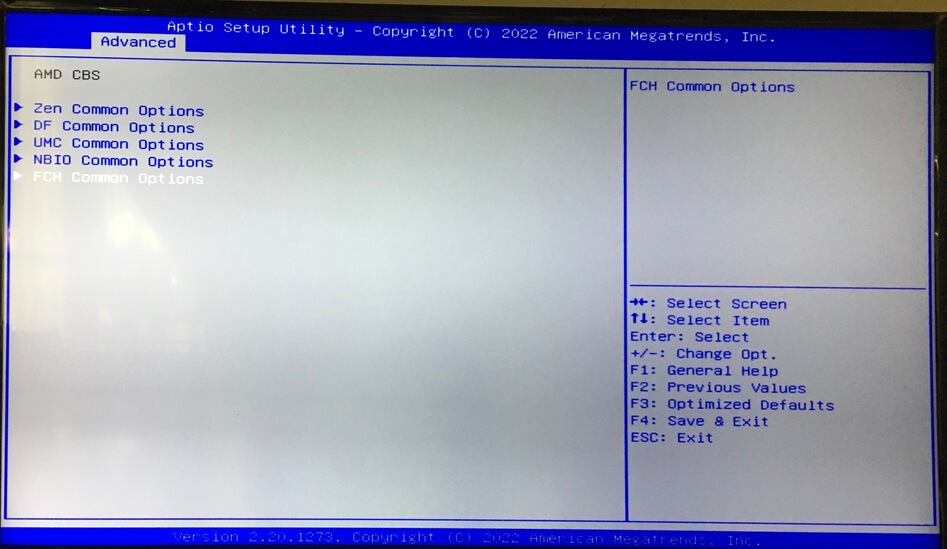 Aptio Setup Utility – Copyright (C) 2022 American Megatrends, Inc.
Advanced
AMD CBS
Zen Common Options
DF Common Options
UMC Common Options
NBIO Common Options
FCH Common Options
FCH Common Options
→←: Select Screen
↑↓: Select Item
Enter: Select
+/-: Change Opt.
F1: General Help
F2: Previous Values
F3: Optimized Defaults
F4: Save & Exit
ESC: Exit
Version 2.20.1273. Copyright (C) 2022 American Megatrends, Inc.